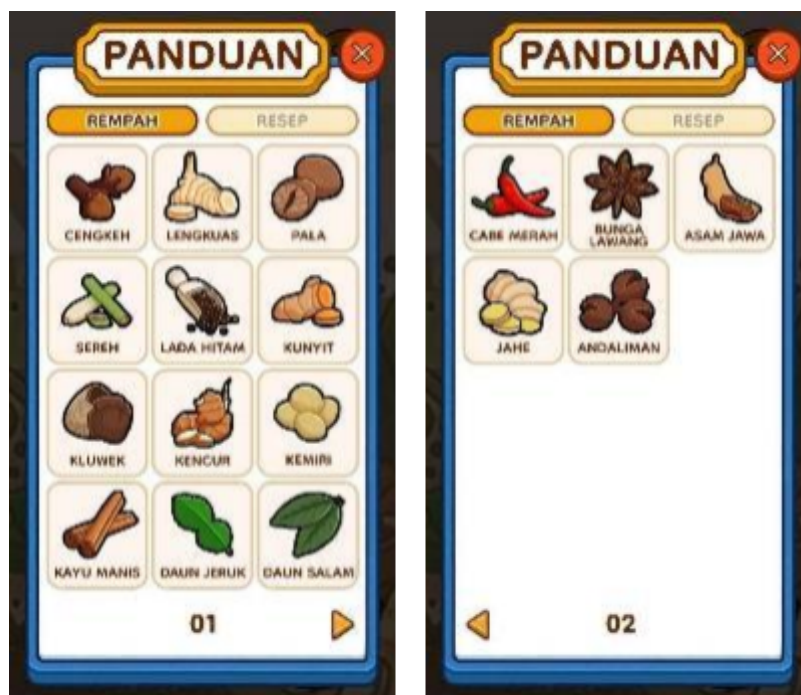 PANDUAN
REMPAH RESEP
CENGKEH LENGKUAS PALA
SEREH LADA HITAM KUNYIT
KLUWEK KENCUR KEMIRI
KAYU MANIS DAUN JERUK DAUN SALAM
01
PANDUAN
REMPAH RESEP
CABE MERAH BUNGA LAWANG ASAM JAWA
JAHE ANDALIMAN
02